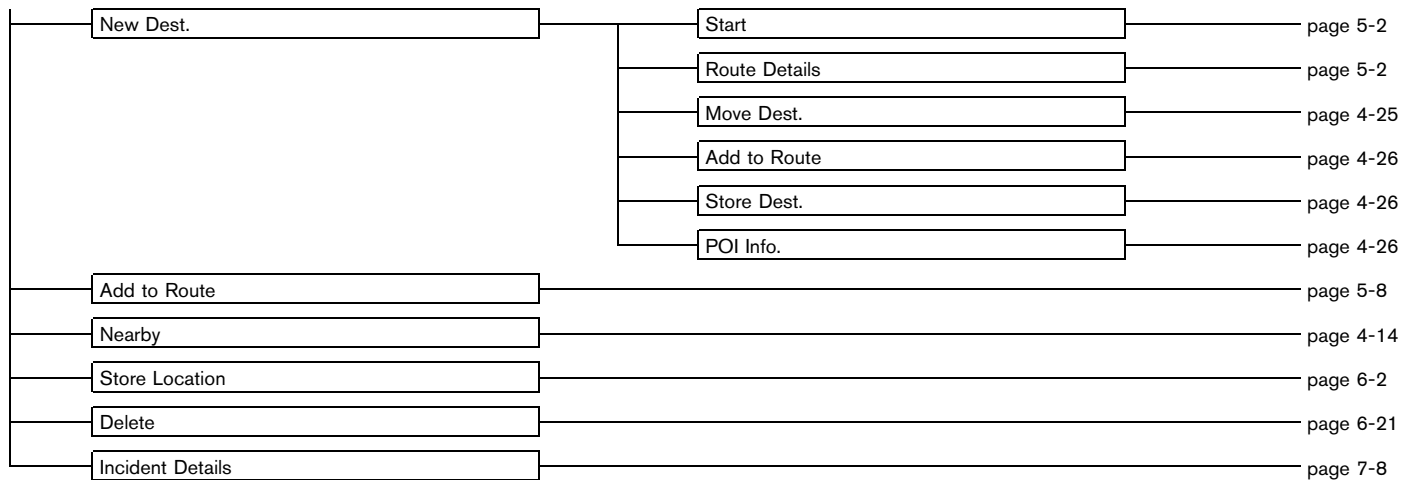 New Dest. Start page 5-2
Route Details page 5-2
Move Dest. page 4-25
Add to Route page 4-26
Store Dest. page 4-26
POI Info. page 4-26
Add to Route page 5-8
Nearby page 4-14
Store Location page 6-2
Delete page 6-21
Incident Details page 7-8